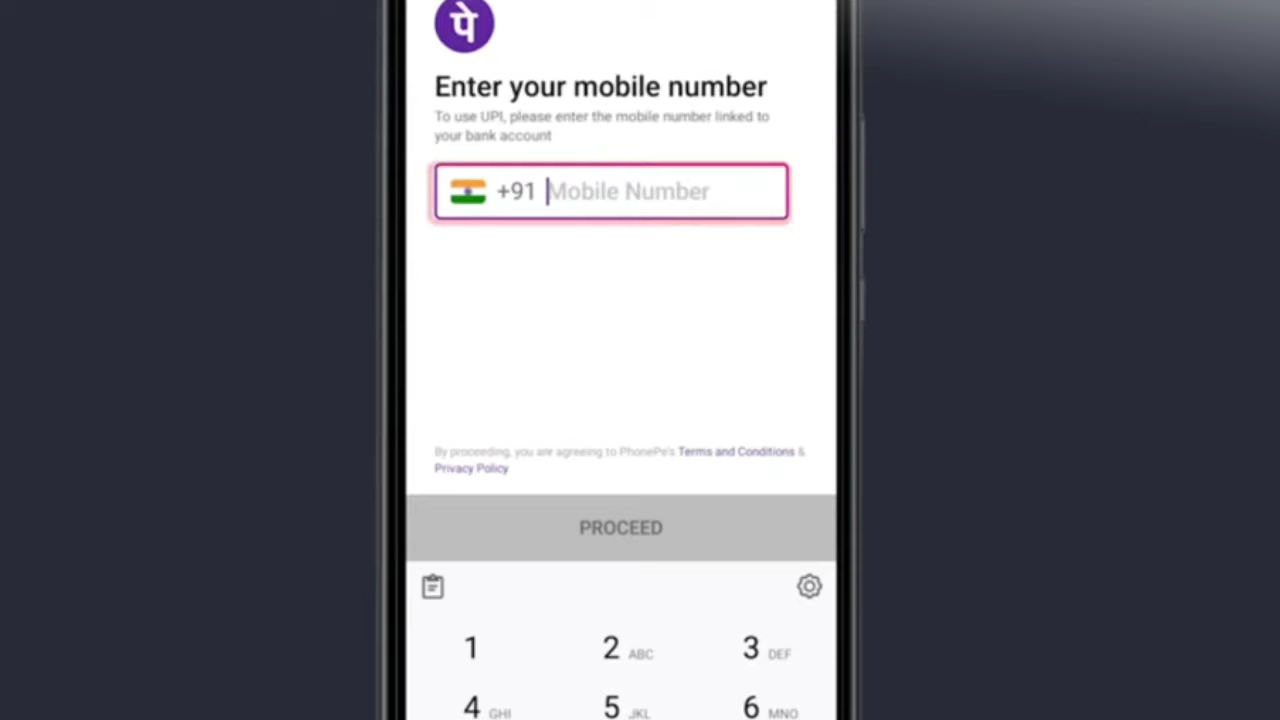 पे
Enter your mobile number
To use UPI, please enter the mobile number linked to
your bank account
+91 Mobile Number
By proceeding, you are agreeing to PhonePe's Terms and Conditions &
Privacy Policy
PROCEED
1 2 ABC 3 DEF
4 GHI 5 JKL 6 MNO